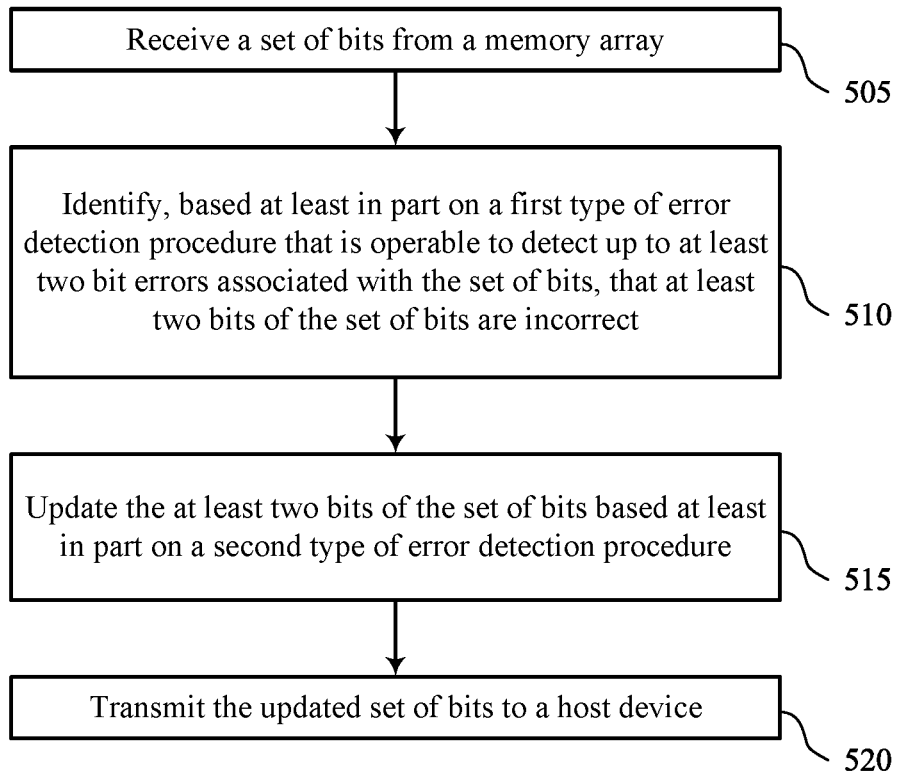 Receive a set of bits from a memory array
505
Identify, based at least in part on a first type of error
detection procedure that is operable to detect up to at least
two bit errors associated with the set of bits, that at least
two bits of the set of bits are incorrect
510
Update the at least two bits of the set of bits based at least
in part on a second type of error detection procedure
515
Transmit the updated set of bits to a host device
520